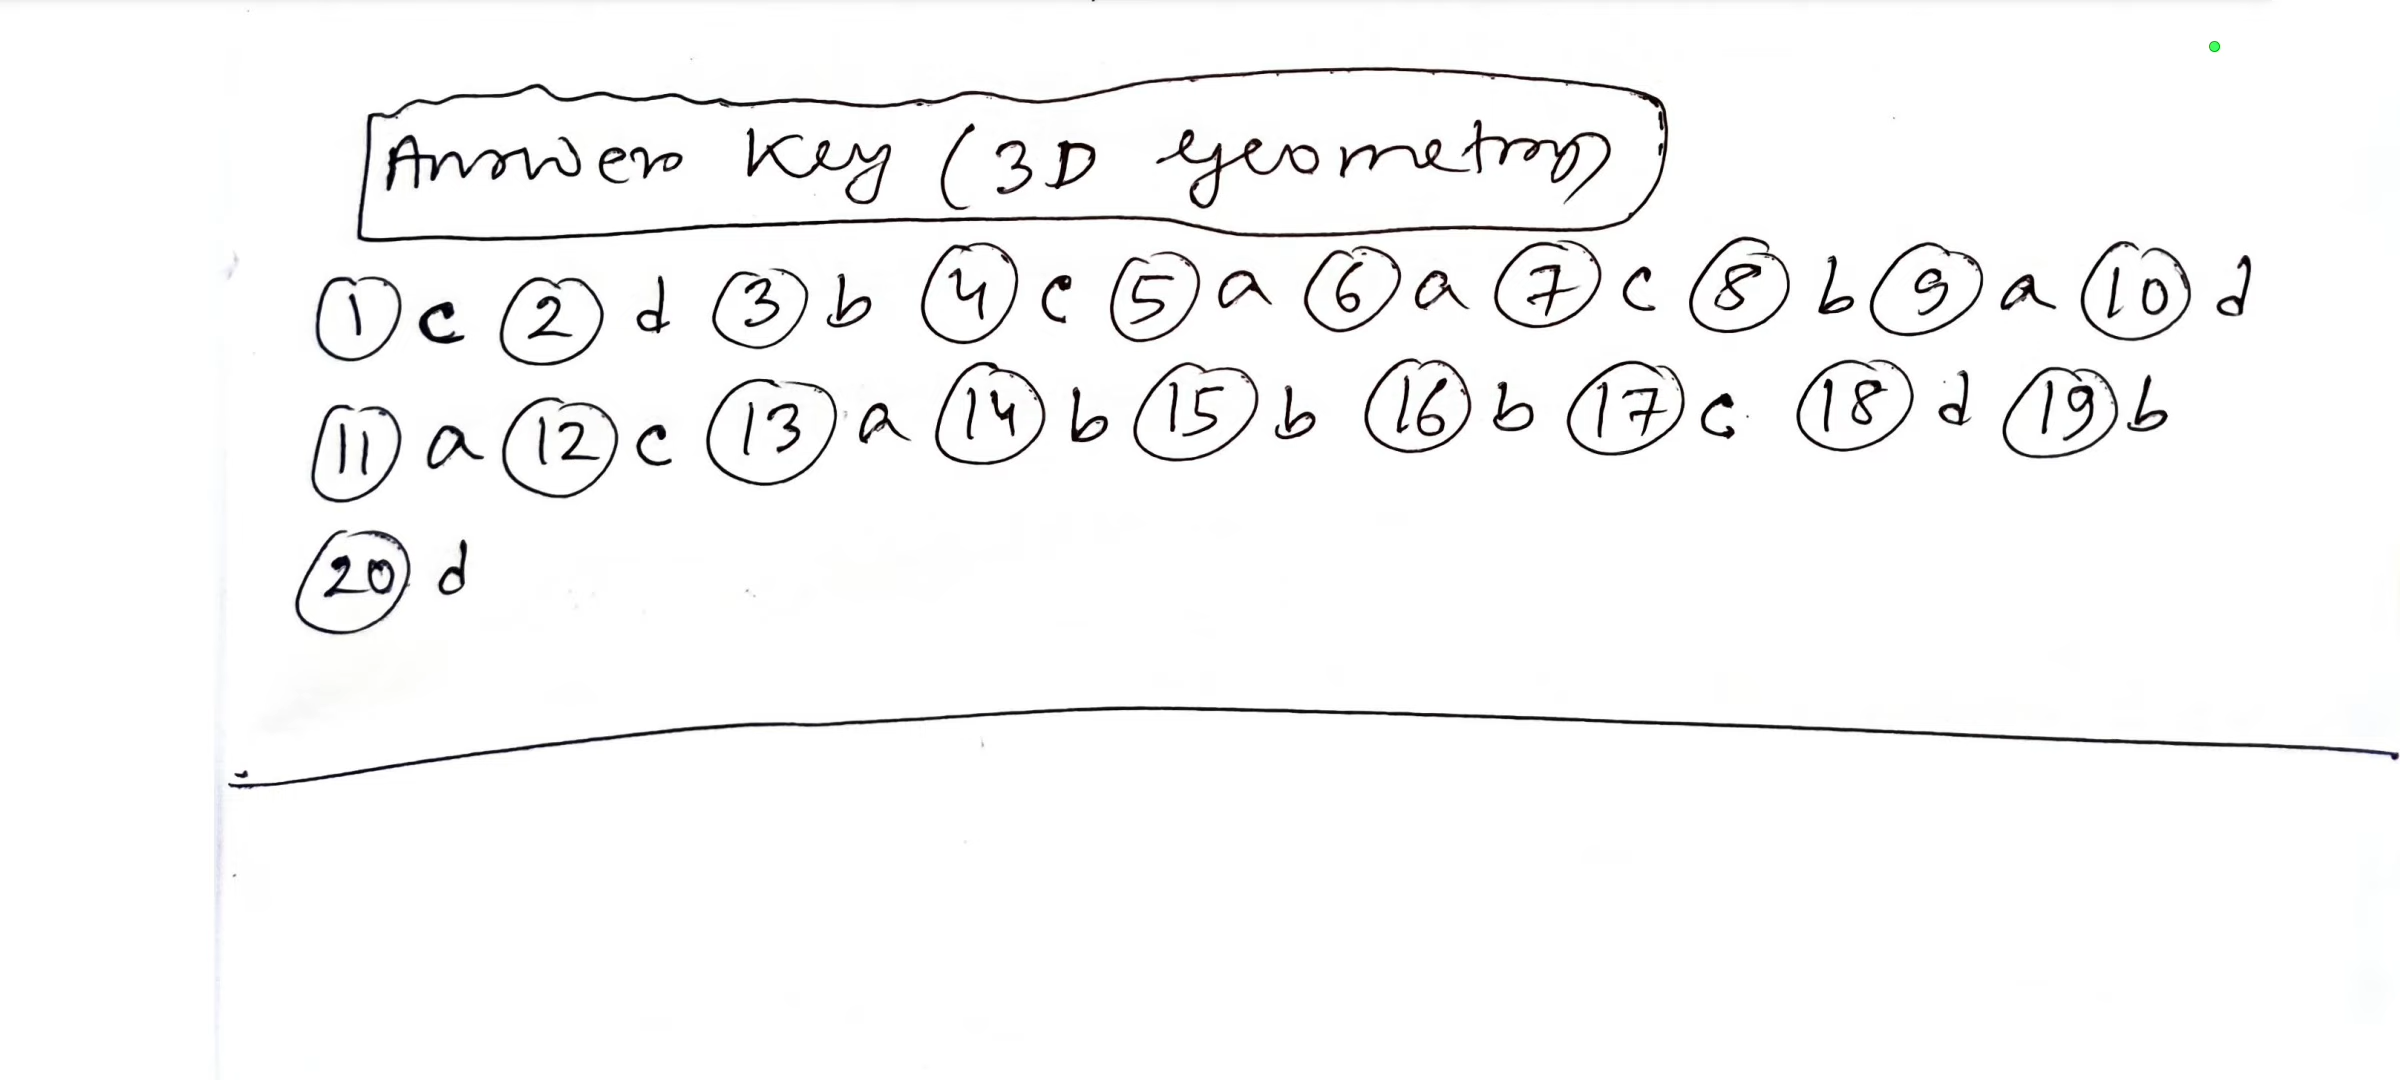 Answer Key (3D geometry)
① c ② d ③ b ④ c ⑤ a ⑥ a ⑦ c ⑧ b ⑨ a ⑩ d
⑪ a ⑫ c ⑬ a ⑭ b ⑮ b ⑯ b ⑰ c ⑱ d ⑲ b
⑳ d